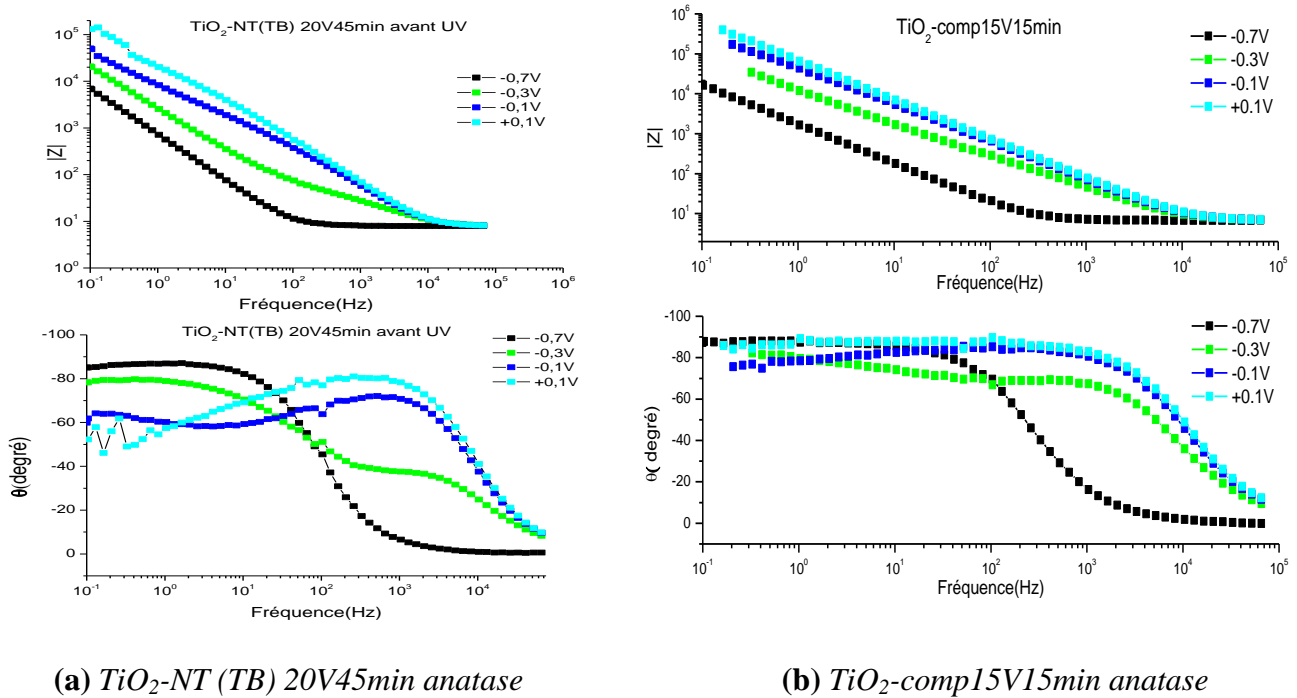 TiO2-NT(TB) 20V45min avant UV
|Z|
10^5
10^4
10^3
10^2
10^1
10^0
-0,7V
-0,3V
-0,1V
+0,1V
10^-1 10^0 10^1 10^2 10^3 10^4 10^5 10^6
Fréquence(Hz)
TiO2-comp15V15min
|Z|
10^6
10^5
10^4
10^3
10^2
10^1
-0.7V
-0.3V
-0.1V
+0.1V
10^-1 10^0 10^1 10^2 10^3 10^4 10^5
Fréquence(Hz)
TiO2-NT(TB) 20V45min avant UV
θ(degré)
-100
-80
-60
-40
-20
0
-0,7V
-0,3V
-0,1V
+0,1V
10^-1 10^0 10^1 10^2 10^3 10^4
Fréquence(Hz)
θ( degré)
-100
-80
-60
-40
-20
0
-0.7V
-0.3V
-0.1V
+0.1V
10^-1 10^0 10^1 10^2 10^3 10^4 10^5
Fréquence(Hz)
(a) TiO2-NT (TB) 20V45min anatase
(b) TiO2-comp15V15min anatase